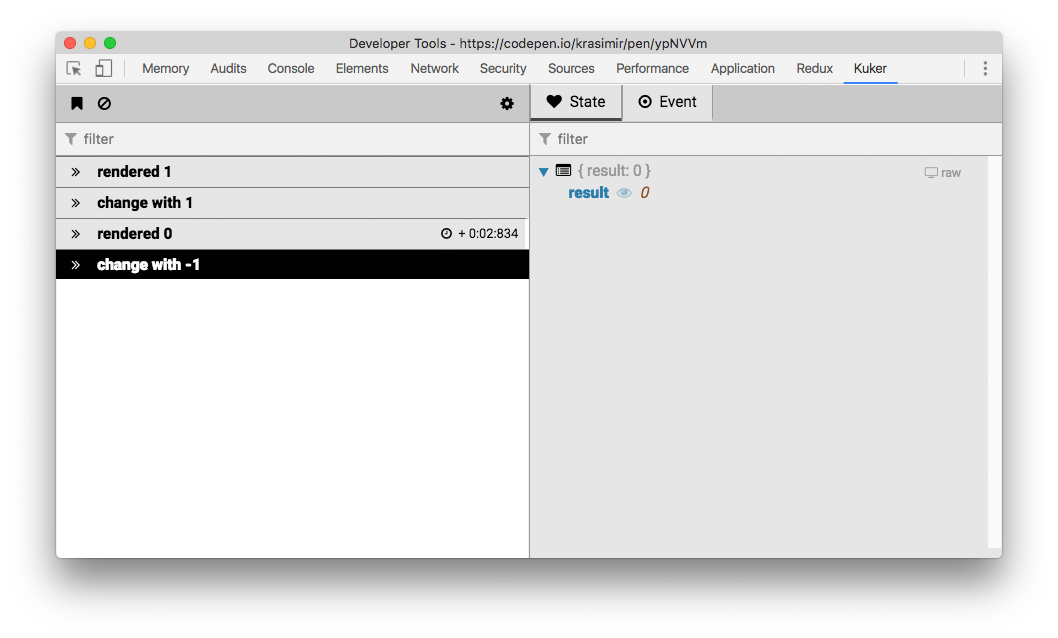 Developer Tools - https://codepen.io/krasimir/pen/ypNVVm
Memory Audits Console Elements Network Security Sources Performance Application Redux Kuker
State Event
filter
rendered 1
change with 1
rendered 0 + 0:02:834
change with -1
filter
{ result: 0 } raw
result 0